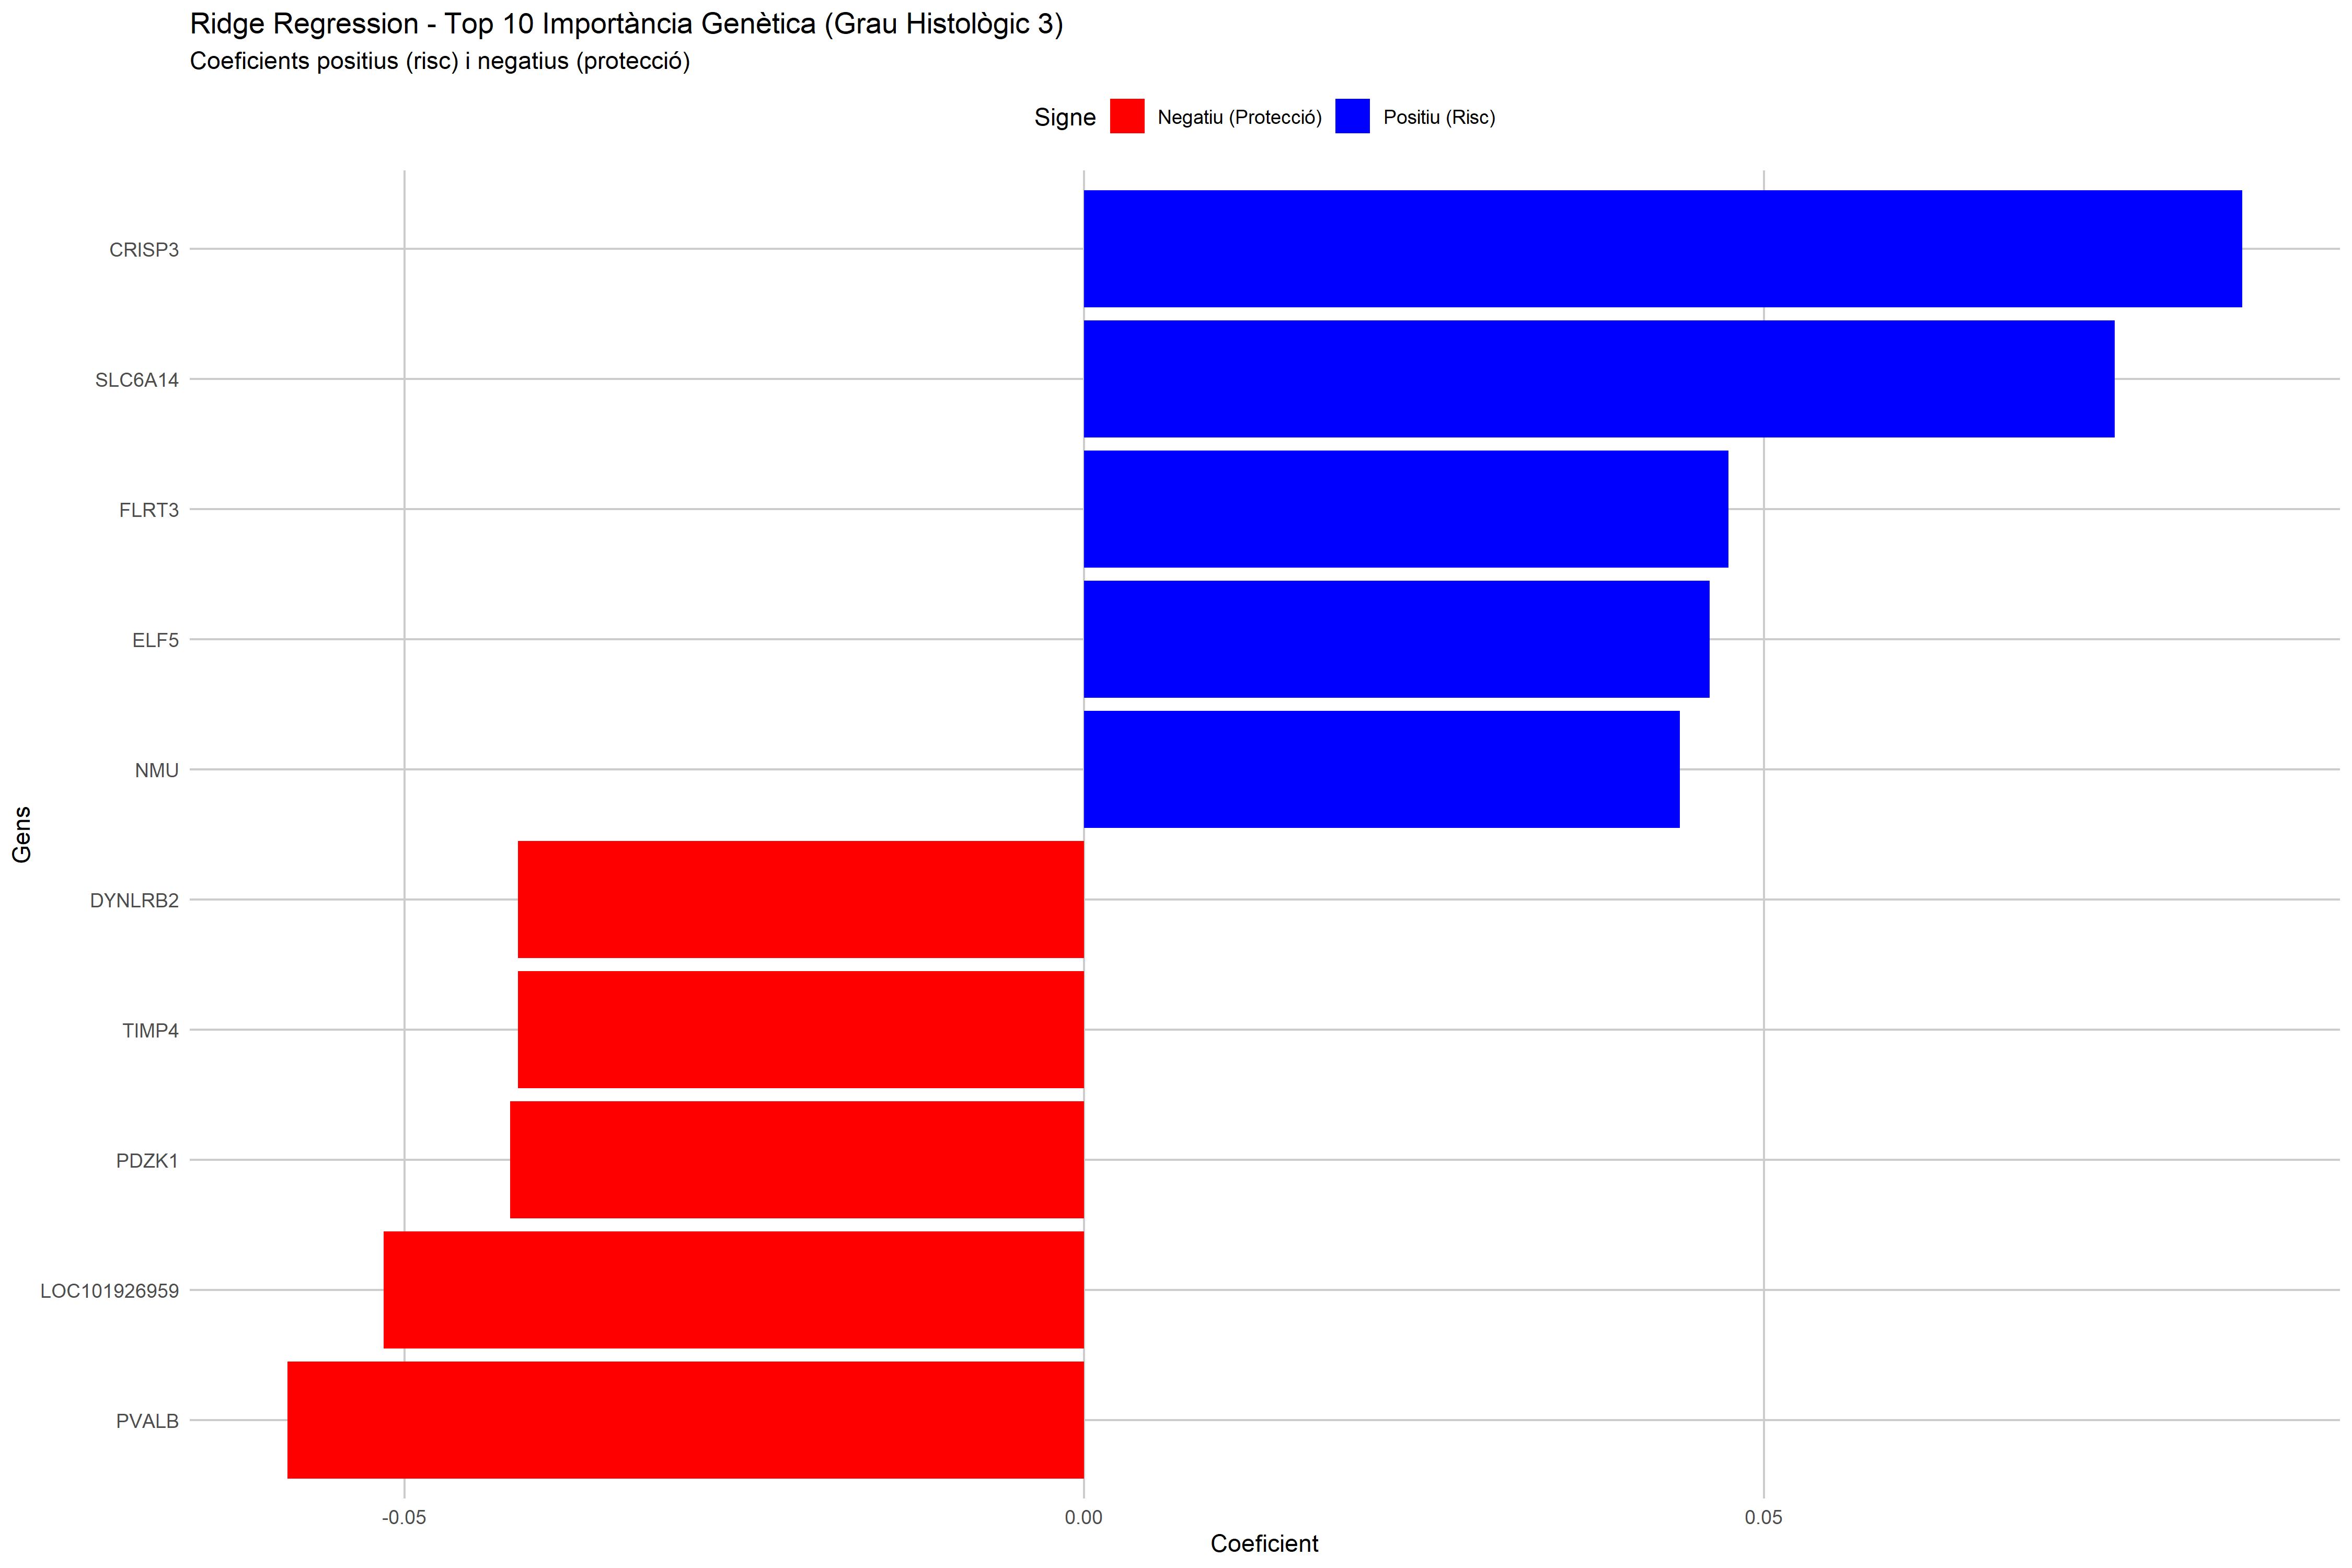 Ridge Regression - Top 10 Importància Genètica (Grau Histològic 3)
Coeficients positius (risc) i negatius (protecció)
Signe Negatiu (Protecció) Positiu (Risc)
CRISP3
SLC6A14
FLRT3
ELF5
NMU
Gens
DYNLRB2
TIMP4
PDZK1
LOC101926959
PVALB
-0.05 0.00 0.05
Coeficient